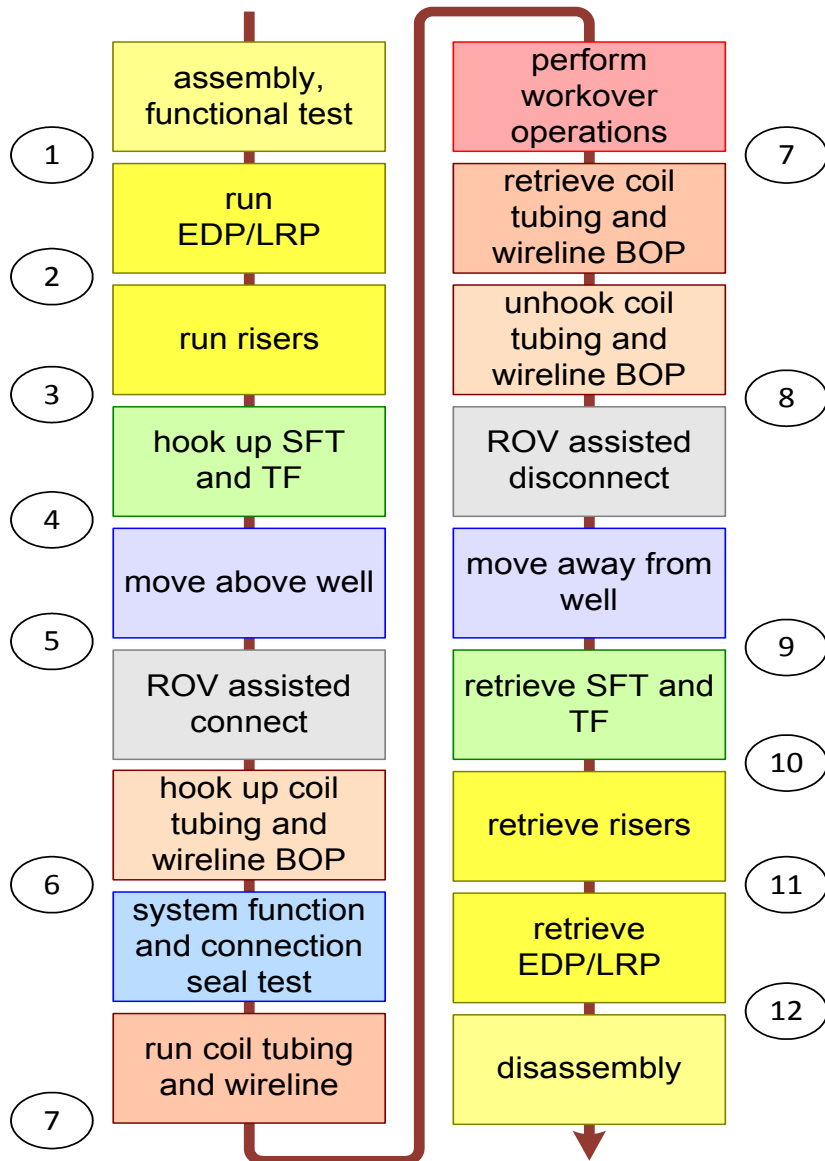 assembly,
functional test
1
run
EDP/LRP
2
run risers
3
hook up SFT
and TF
4
move above well
5
ROV assisted
connect
hook up coil
tubing and
wireline BOP
6
system function
and connection
seal test
run coil tubing
and wireline
7
perform
workover
operations
7
retrieve coil
tubing and
wireline BOP
unhook coil
tubing and
wireline BOP
8
ROV assisted
disconnect
move away from
well
9
retrieve SFT and
TF
10
retrieve risers
11
retrieve
EDP/LRP
12
disassembly